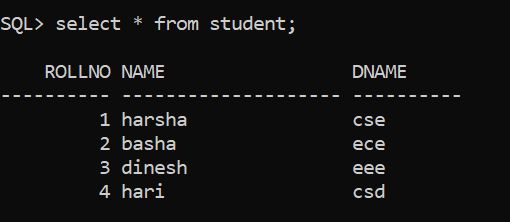 SQL> select * from student;
    ROLLNO NAME                 DNAME
---------- -------------------- ----------
         1 harsha               cse
         2 basha                ece
         3 dinesh               eee
         4 hari                 csd